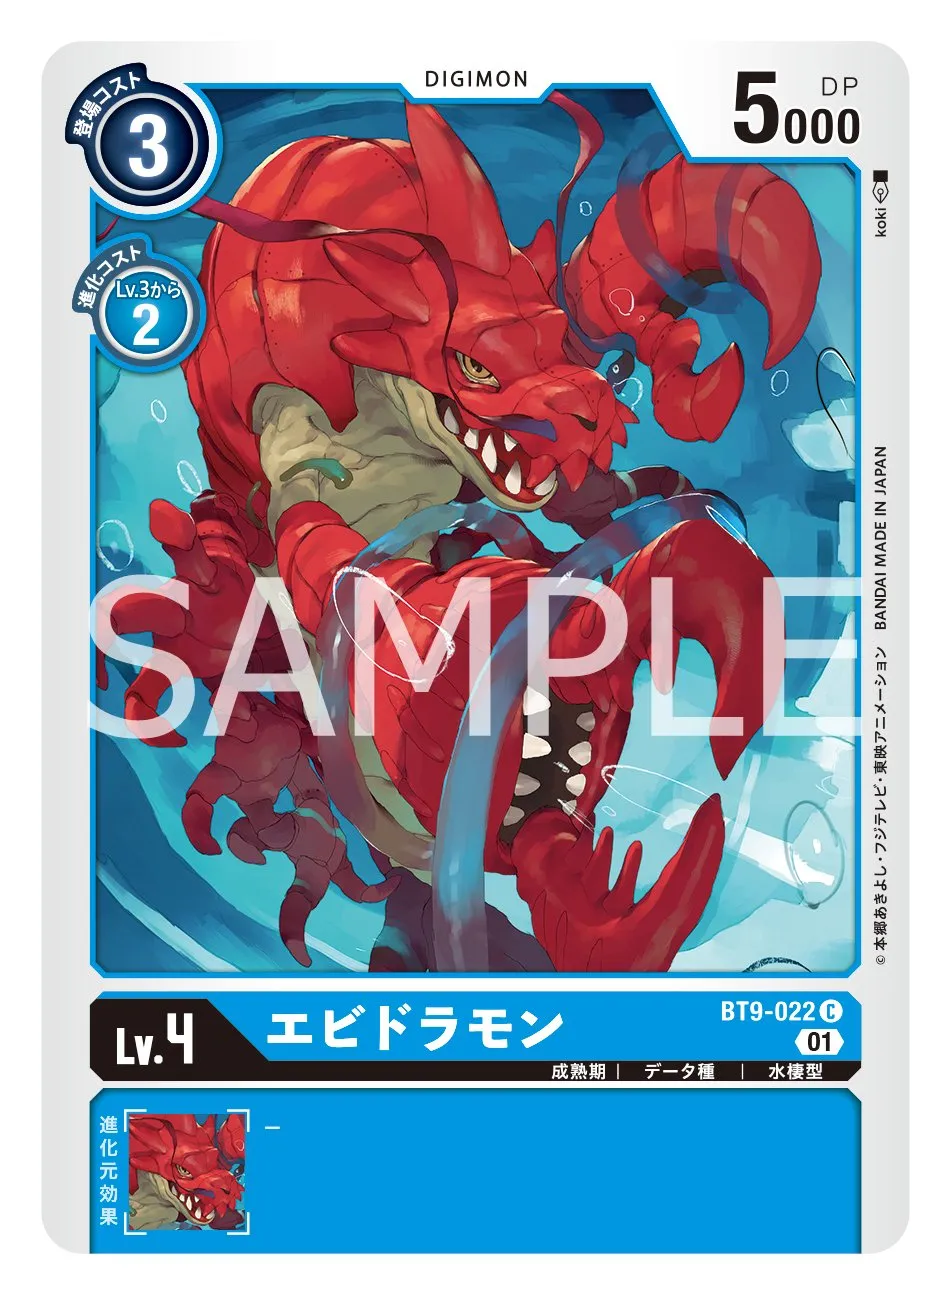 DIGIMON
登場コスト
3
DP
5000
進化コスト
Lv.3から
2
koki
SAMPLE
©本郷あきよし・フジテレビ・東映アニメーション BANDAI MADE IN JAPAN
Lv.4
エビドラモン
BT9-022 C
01
成熟期 | データ種 | 水棲型
進化元効果
－